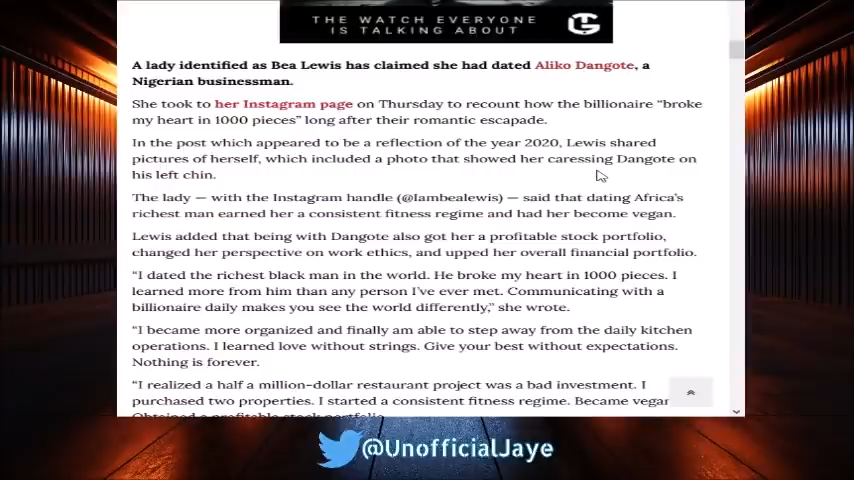 THE WATCH EVERYONE
IS TALKING ABOUT
A lady identified as Bea Lewis has claimed she had dated Aliko Dangote, a
Nigerian businessman.
She took to her Instagram page on Thursday to recount how the billionaire “broke
my heart in 1000 pieces” long after their romantic escapade.
In the post which appeared to be a reflection of the year 2020, Lewis shared
pictures of herself, which included a photo that showed her caressing Dangote on
his left chin.
The lady — with the Instagram handle (@Iambealewis) — said that dating Africa’s
richest man earned her a consistent fitness regime and had her become vegan.
Lewis added that being with Dangote also got her a profitable stock portfolio,
changed her perspective on work ethics, and upped her overall financial portfolio.
“I dated the richest black man in the world. He broke my heart in 1000 pieces. I
learned more from him than any person I’ve ever met. Communicating with a
billionaire daily makes you see the world differently,” she wrote.
“I became more organized and finally am able to step away from the daily kitchen
operations. I learned love without strings. Give your best without expectations.
Nothing is forever.
“I realized a half a million-dollar restaurant project was a bad investment. I
purchased two properties. I started a consistent fitness regime. Became vegan
Obtained a profitable stock portfolio
@UnofficialJaye